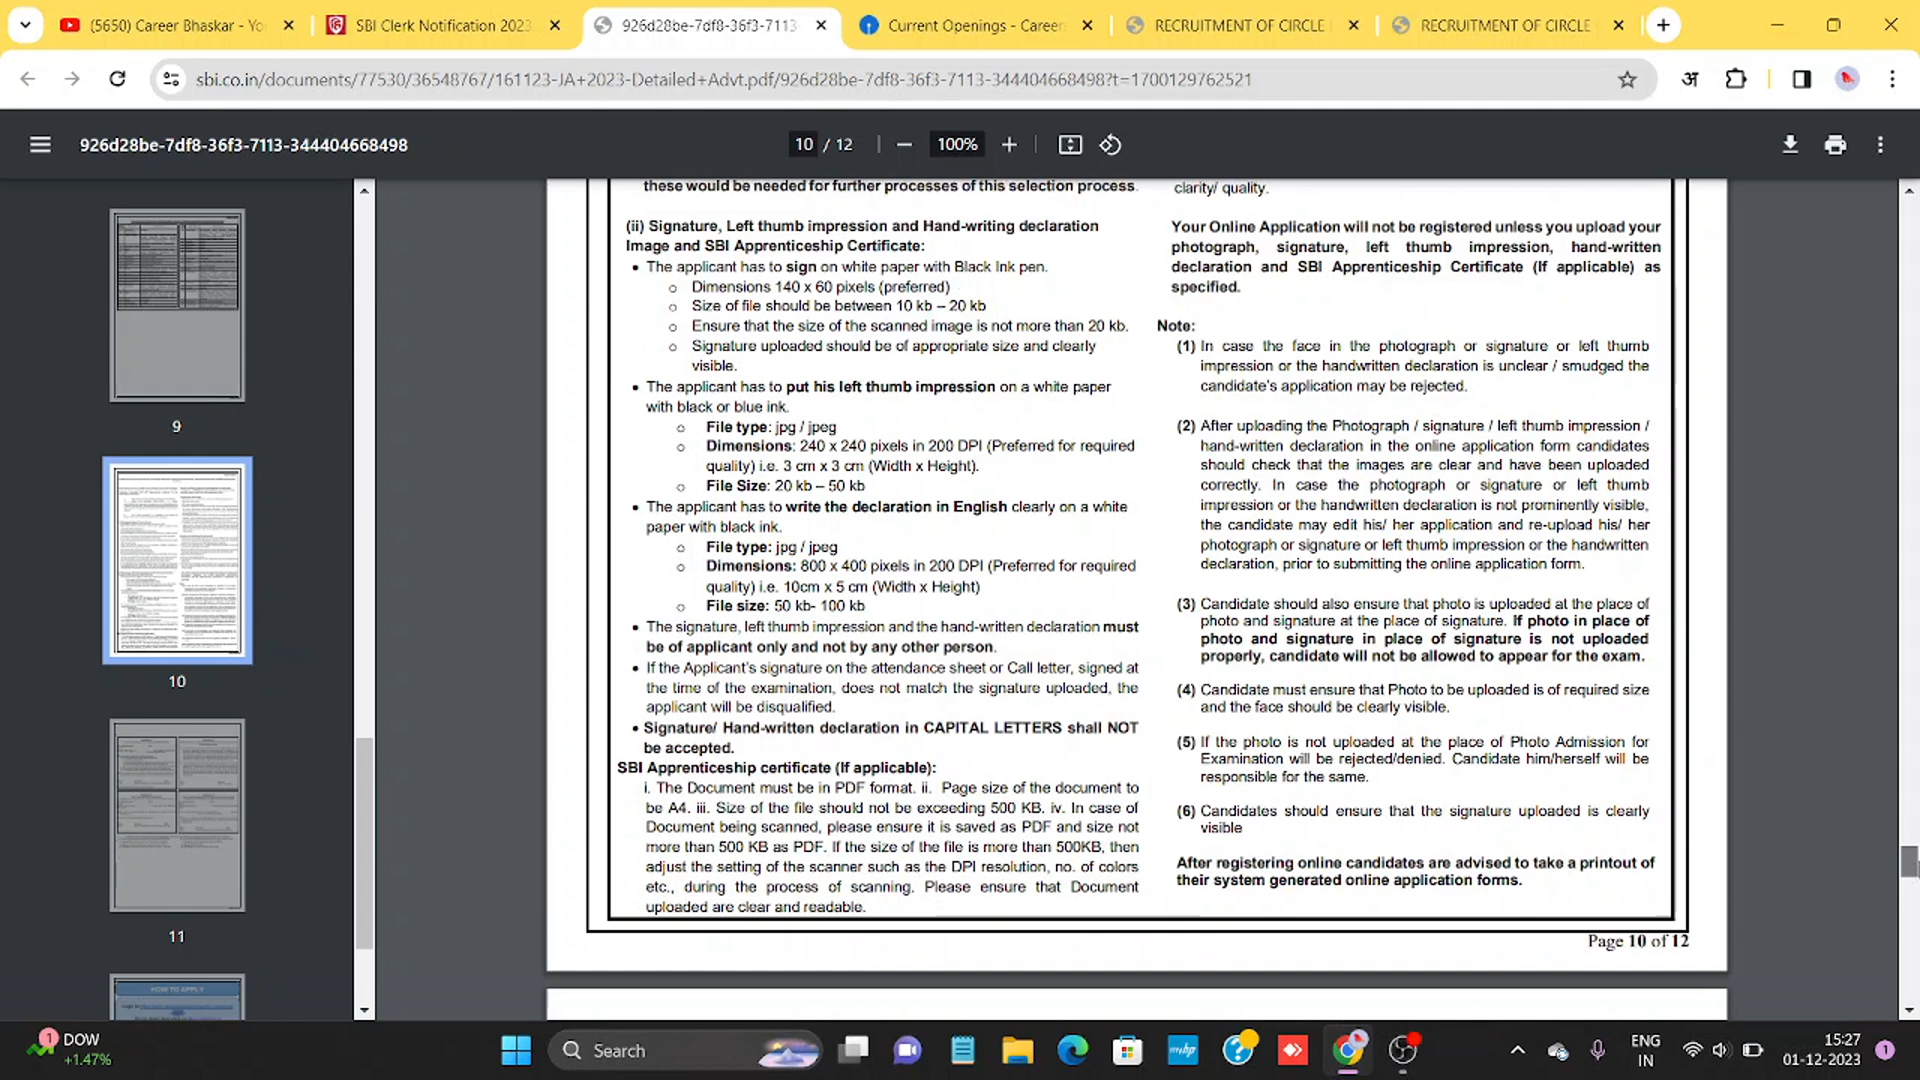 (5650) Career Bhaskar - Yo
SBI Clerk Notification 2023
926d28be-7df8-36f3-7113
Current Openings - Career
RECRUITMENT OF CIRCLE
RECRUITMENT OF CIRCLE
sbi.co.in/documents/77530/36548767/161123-JA+2023-Detailed+Advt.pdf/926d28be-7df8-36f3-7113-344404668498?t=1700129762521
अ
926d28be-7df8-36f3-7113-344404668498
10 / 12
100%
9
10
11
HOW TO APPLY
these would be needed for further processes of this selection process.
(ii) Signature, Left thumb impression and Hand-writing declaration
Image and SBI Apprenticeship Certificate:
• The applicant has to sign on white paper with Black Ink pen.
o Dimensions 140 x 60 pixels (preferred)
o Size of file should be between 10 kb – 20 kb
o Ensure that the size of the scanned image is not more than 20 kb.
o Signature uploaded should be of appropriate size and clearly
visible.
• The applicant has to put his left thumb impression on a white paper
with black or blue ink.
o File type: jpg / jpeg
o Dimensions: 240 x 240 pixels in 200 DPI (Preferred for required
quality) i.e. 3 cm x 3 cm (Width x Height).
o File Size: 20 kb – 50 kb
• The applicant has to write the declaration in English clearly on a white
paper with black ink.
o File type: jpg / jpeg
o Dimensions: 800 x 400 pixels in 200 DPI (Preferred for required
quality) i.e. 10cm x 5 cm (Width x Height)
o File size: 50 kb- 100 kb
• The signature, left thumb impression and the hand-written declaration must
be of applicant only and not by any other person.
• If the Applicant's signature on the attendance sheet or Call letter, signed at
the time of the examination, does not match the signature uploaded, the
applicant will be disqualified.
• Signature/ Hand-written declaration in CAPITAL LETTERS shall NOT
be accepted.
SBI Apprenticeship certificate (If applicable):
i. The Document must be in PDF format. ii. Page size of the document to
be A4. iii. Size of the file should not be exceeding 500 KB. iv. In case of
Document being scanned, please ensure it is saved as PDF and size not
more than 500 KB as PDF. If the size of the file is more than 500KB, then
adjust the setting of the scanner such as the DPI resolution, no. of colors
etc., during the process of scanning. Please ensure that Document
uploaded are clear and readable.
clarity/ quality.
Your Online Application will not be registered unless you upload your
photograph, signature, left thumb impression, hand-written
declaration and SBI Apprenticeship Certificate (If applicable) as
specified.
Note:
(1) In case the face in the photograph or signature or left thumb
impression or the handwritten declaration is unclear / smudged the
candidate's application may be rejected.
(2) After uploading the Photograph / signature / left thumb impression /
hand-written declaration in the online application form candidates
should check that the images are clear and have been uploaded
correctly. In case the photograph or signature or left thumb
impression or the handwritten declaration is not prominently visible,
the candidate may edit his/ her application and re-upload his/ her
photograph or signature or left thumb impression or the handwritten
declaration, prior to submitting the online application form.
(3) Candidate should also ensure that photo is uploaded at the place of
photo and signature at the place of signature. If photo in place of
photo and signature in place of signature is not uploaded
properly, candidate will not be allowed to appear for the exam.
(4) Candidate must ensure that Photo to be uploaded is of required size
and the face should be clearly visible.
(5) If the photo is not uploaded at the place of Photo Admission for
Examination will be rejected/denied. Candidate him/herself will be
responsible for the same.
(6) Candidates should ensure that the signature uploaded is clearly
visible
After registering online candidates are advised to take a printout of
their system generated online application forms.
Page 10 of 12
1
DOW
+1.47%
Search
myhp
ENG
IN
15:27
01-12-2023
1